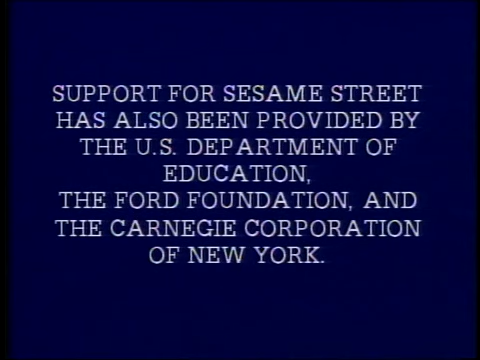 SUPPORT FOR SESAME STREET
HAS ALSO BEEN PROVIDED BY
THE U.S. DEPARTMENT OF
EDUCATION,
THE FORD FOUNDATION, AND
THE CARNEGIE CORPORATION
OF NEW YORK.